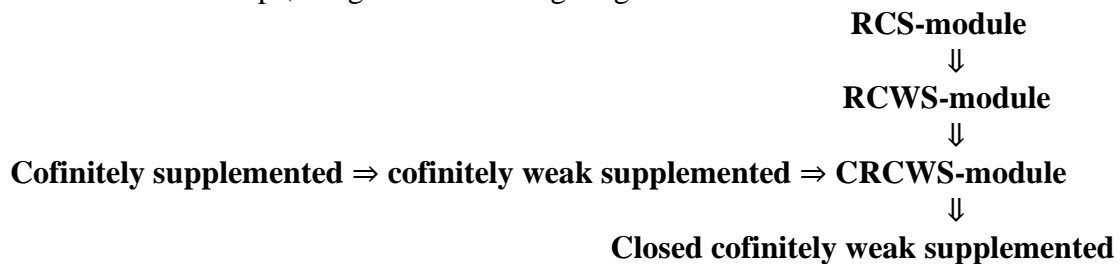 RCS-module
⇓
RCWS-module
⇓
Cofinitely supplemented ⇒ cofinitely weak supplemented ⇒ CRCWS-module
⇓
Closed cofinitely weak supplemented